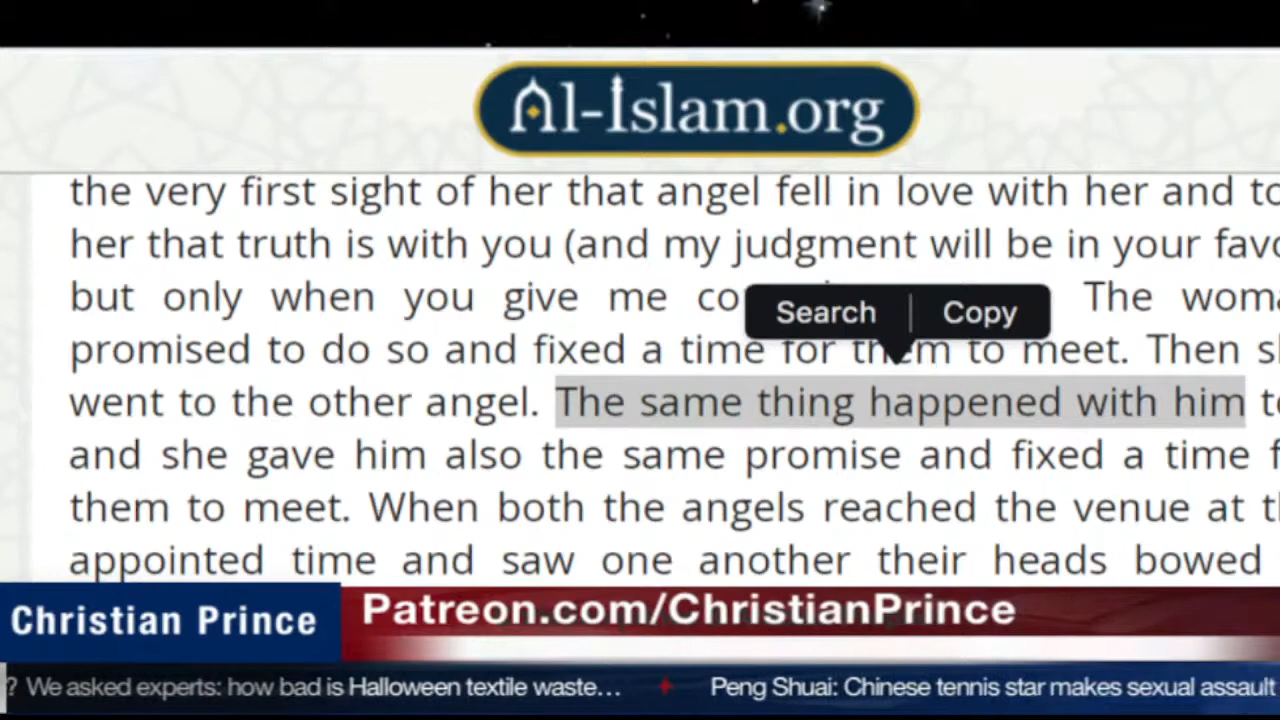 Al-Islam.org
the very first sight of her that angel fell in love with her and to
her that truth is with you (and my judgment will be in your favo
but only when you give me co The woma
Search Copy
promised to do so and fixed a time for them to meet. Then s
went to the other angel. The same thing happened with him t
and she gave him also the same promise and fixed a time f
them to meet. When both the angels reached the venue at t
appointed time and saw one another their heads bowed
Christian Prince
Patreon.com/ChristianPrince
? We asked experts: how bad is Halloween textile waste... Peng Shuai: Chinese tennis star makes sexual assault